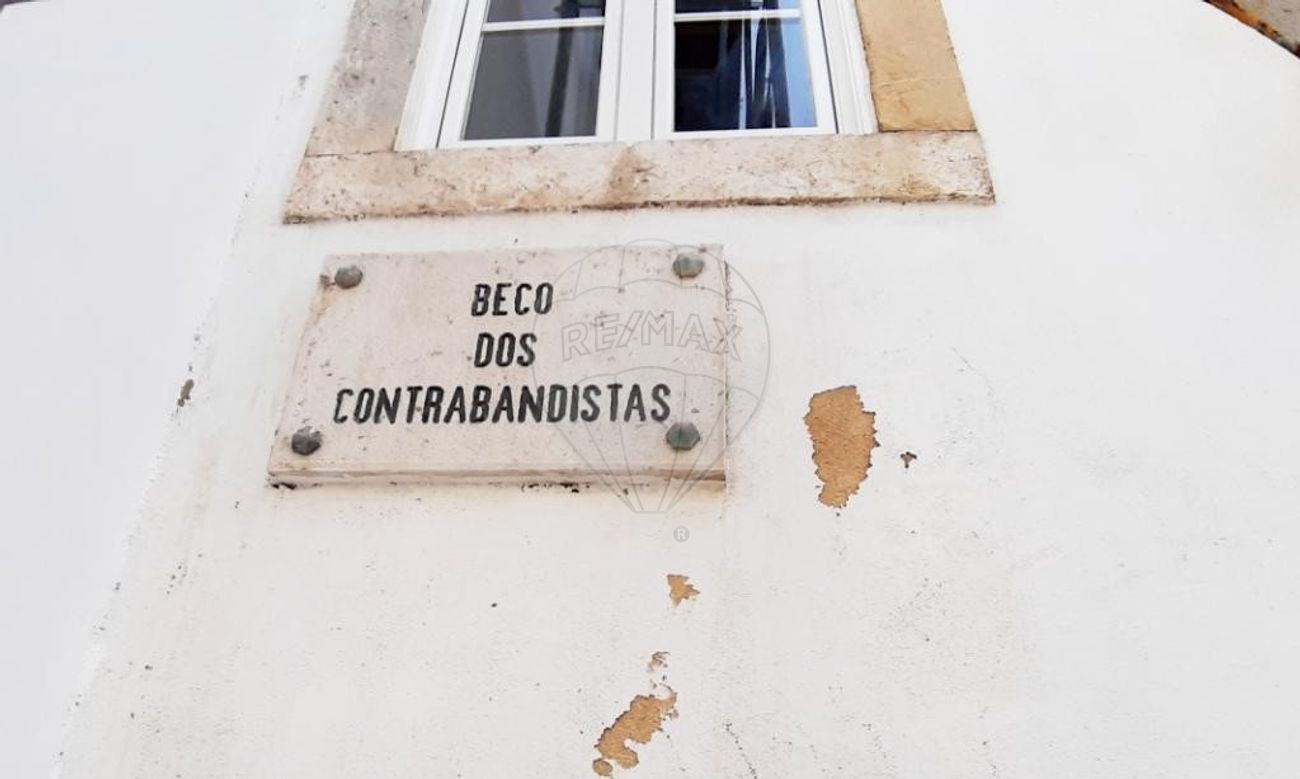 BECO
DOS
CONTRABANDISTAS
RE/MAX
®